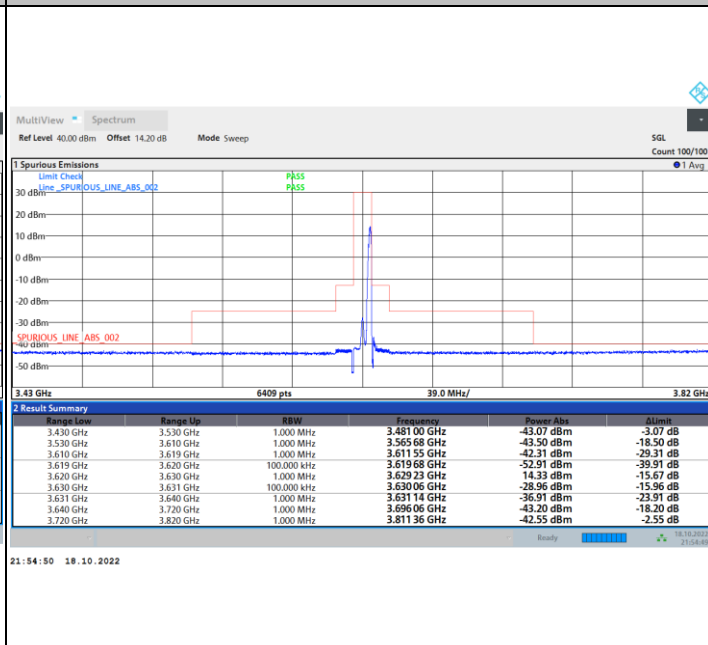 MultiView Spectrum
Ref Level 40.00 dBm Offset 14.20 dB Mode Sweep SGL
Count 100/100
1 Spurious Emissions 1 Avg
Limit Check PASS
Line _SPURIOUS_LINE_ABS_002 PASS
30 dBm
20 dBm
10 dBm
0 dBm
-10 dBm
-20 dBm
-30 dBm
SPURIOUS_LINE_ABS_002
-40 dBm
-50 dBm
3.43 GHz 6409 pts 39.0 MHz/ 3.82 GHz
2 Result Summary
Range Low Range Up RBW Frequency Power Abs ΔLimit
3.430 GHz 3.530 GHz 1.000 MHz 3.481 00 GHz -43.07 dBm -3.07 dB
3.530 GHz 3.610 GHz 1.000 MHz 3.565 68 GHz -43.50 dBm -18.50 dB
3.610 GHz 3.619 GHz 1.000 MHz 3.611 55 GHz -42.31 dBm -29.31 dB
3.619 GHz 3.620 GHz 100.000 kHz 3.619 68 GHz -52.91 dBm -39.91 dB
3.620 GHz 3.630 GHz 1.000 MHz 3.629 23 GHz 14.33 dBm -15.67 dB
3.630 GHz 3.631 GHz 100.000 kHz 3.630 06 GHz -28.96 dBm -15.96 dB
3.631 GHz 3.640 GHz 1.000 MHz 3.631 14 GHz -36.91 dBm -23.91 dB
3.640 GHz 3.720 GHz 1.000 MHz 3.696 06 GHz -43.20 dBm -18.20 dB
3.720 GHz 3.820 GHz 1.000 MHz 3.811 36 GHz -42.55 dBm -2.55 dB
Ready 18.10.2022
21:54:49
21:54:50 18.10.2022